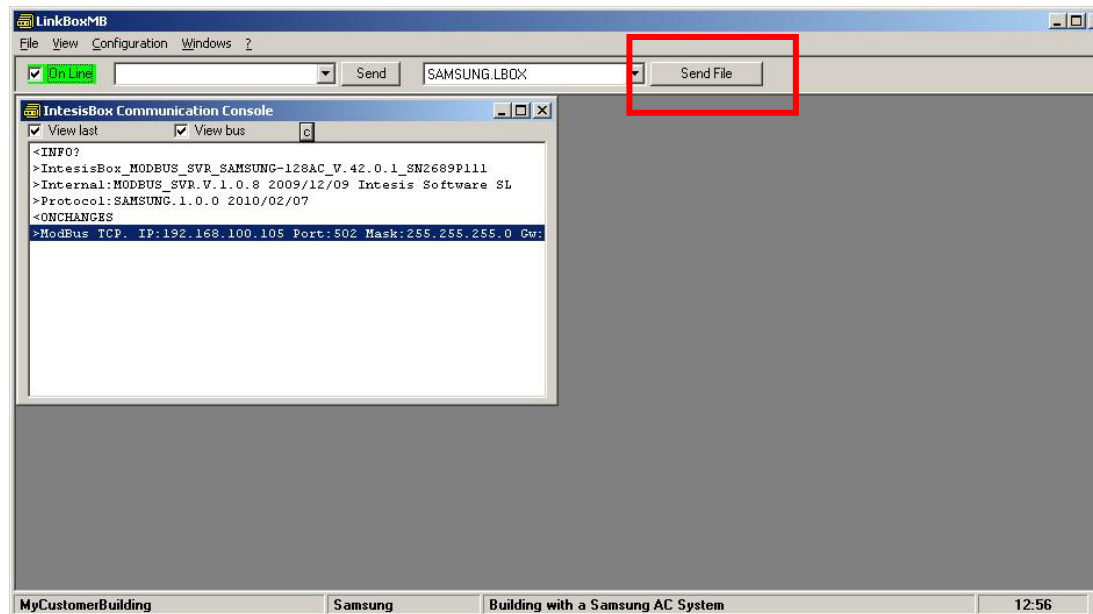 LinkBoxMB
File View Configuration Windows ?
On Line Send SAMSUNG.LBOX Send File
IntesisBox Communication Console
View last View bus c
<INFO?
>IntesisBox_MODBUS_SVR_SAMSUNG-128AC_V.42.0.1_SN2689P111
>Internal:MODBUS_SVR.V.1.0.8 2009/12/09 Intesis Software SL
>Protocol:SAMSUNG.1.0.0 2010/02/07
<ONCHANGES
>ModBus TCP. IP:192.168.100.105 Port:502 Mask:255.255.255.0 Gw:
MyCustomerBuilding Samsung Building with a Samsung AC System 12:56